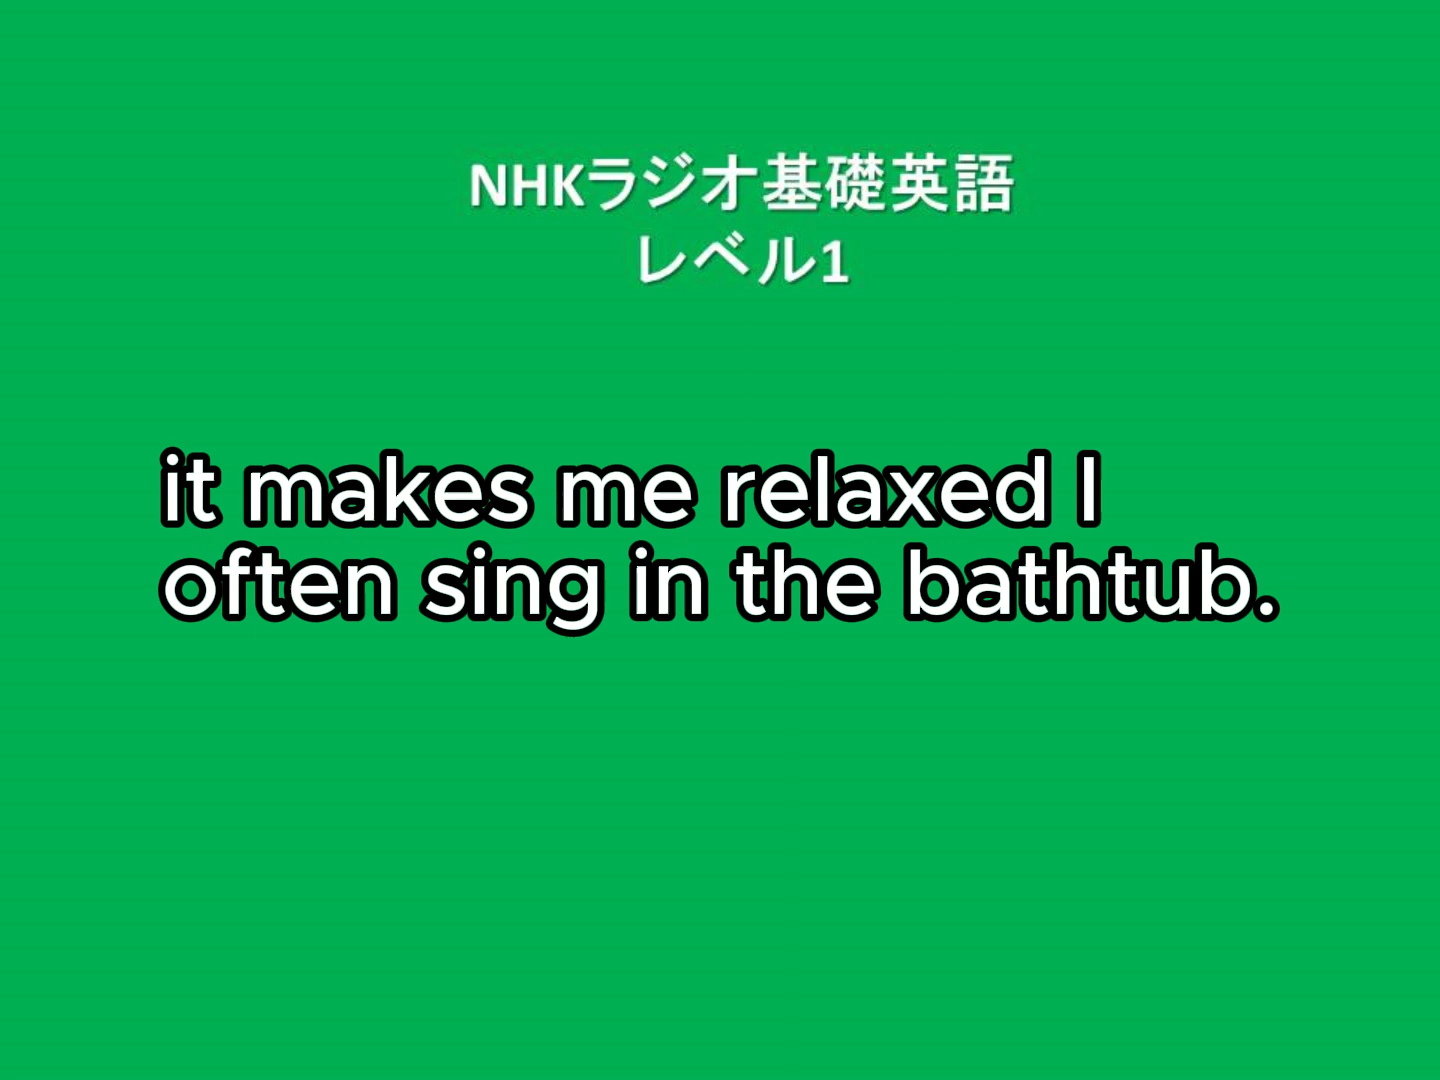 NHKラジオ基礎英語
レベル1
it makes me relaxed I
often sing in the bathtub.